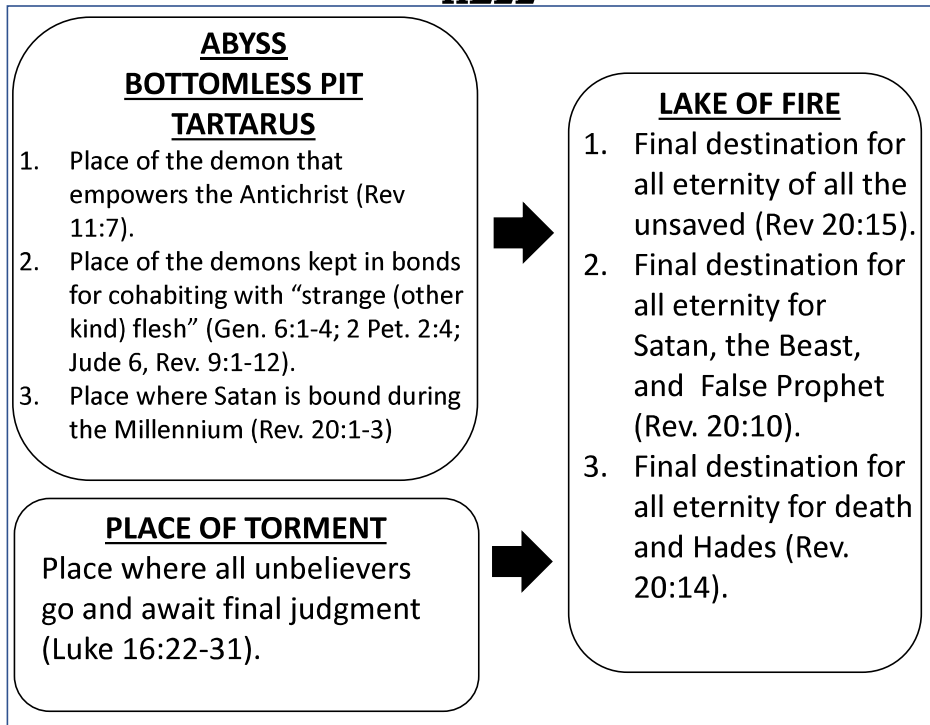 ABYSS
BOTTOMLESS PIT
TARTARUS
1. Place of the demon that
empowers the Antichrist (Rev
11:7).
2. Place of the demons kept in bonds
for cohabiting with “strange (other
kind) flesh” (Gen. 6:1-4; 2 Pet. 2:4;
Jude 6, Rev. 9:1-12).
3. Place where Satan is bound during
the Millennium (Rev. 20:1-3)
PLACE OF TORMENT
Place where all unbelievers
go and await final judgment
(Luke 16:22-31).
LAKE OF FIRE
1. Final destination for
all eternity of all the
unsaved (Rev 20:15).
2. Final destination for
all eternity for
Satan, the Beast,
and False Prophet
(Rev. 20:10).
3. Final destination for
all eternity for death
and Hades (Rev.
20:14).